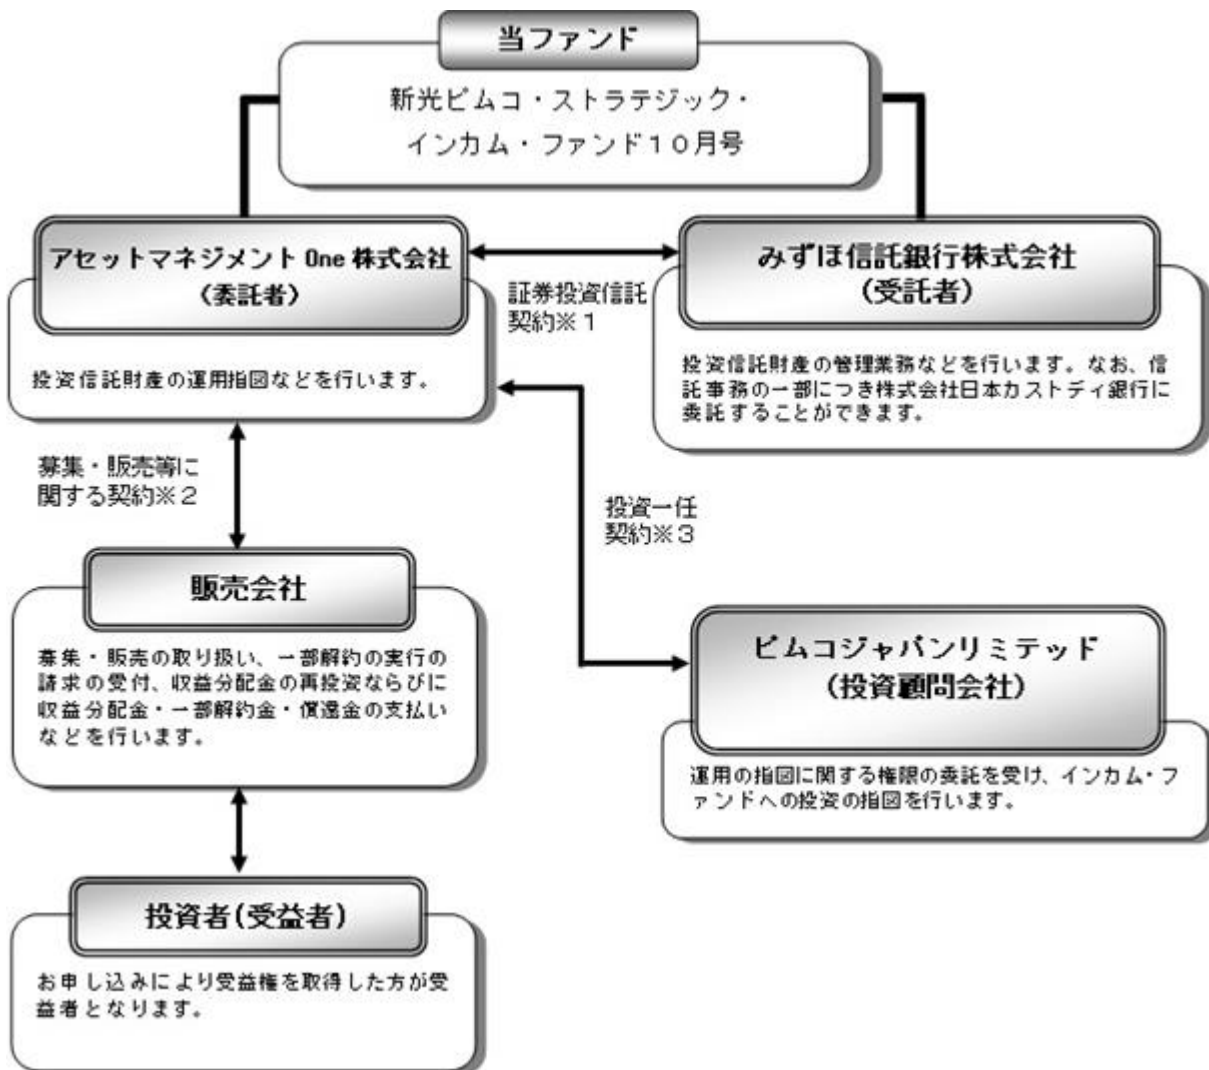 当ファンド
新光ピムコ・ストラテジック・
インカム・ファンド１０月号
アセットマネジメント One 株式会社
（委託者）
投資信託財産の運用指図などを行います。
証券投資信託
契約※１
みずほ信託銀行株式会社
（受託者）
投資信託財産の管理業務などを行います。なお、信
託事務の一部につき株式会社日本カストディ銀行に
委託することができます。
募集・販売等に
関する契約※２
投資一任
契約※３
販売会社
募集・販売の取り扱い、一部解約の実行の
請求の受付、収益分配金の再投資ならびに
収益分配金・一部解約金・償還金の支払い
などを行います。
ピムコジャパンリミテッド
（投資顧問会社）
運用の指図に関する権限の委託を受け、インカム・フ
ァンドへの投資の指図を行います。
投資者（受益者）
お申し込みにより受益権を取得した方が受
益者となります。